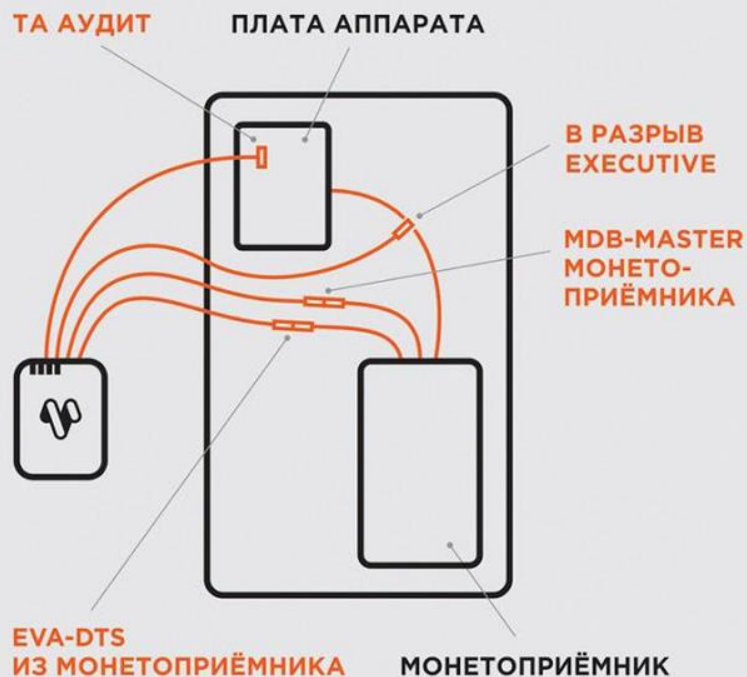 ТА АУДИТ
ПЛАТА АППАРАТА
В РАЗРЫВ
EXECUTIVE
MDB-MASTER
МОНЕТО-
ПРИЁМНИКА
EVA-DTS
ИЗ МОНЕТОПРИЁМНИКА
МОНЕТОПРИЁМНИК